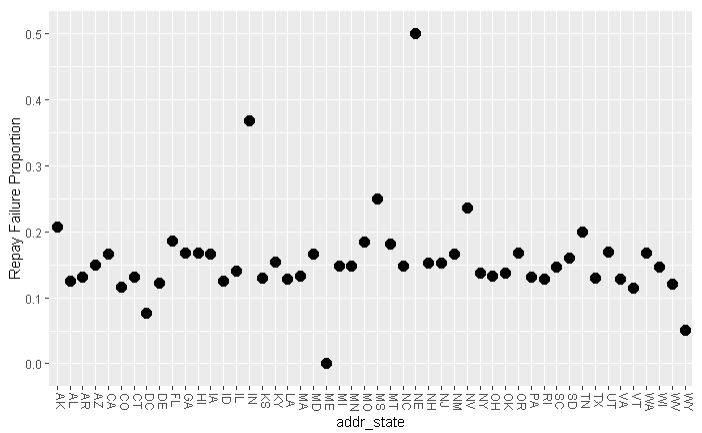 Repay Failure Proportion
0.5
0.4
0.3
0.2
0.1
0.0
AK AL AR AZ CA CO CT DC DE FL GA HI IA ID IL IN KS KY LA MA MD ME MI MN MO MS MT NC NE NH NJ NM NV NY OH OK OR PA RI SC SD TN TX UT VA VT WA WI WV WY
addr_state